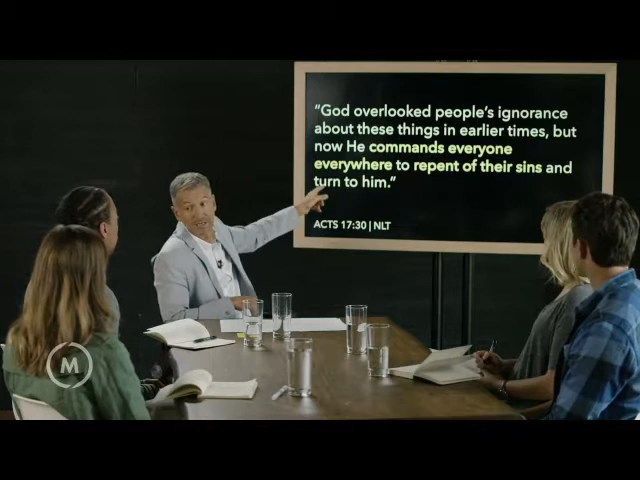 “God overlooked people’s ignorance
about these things in earlier times, but
now He commands everyone
everywhere to repent of their sins and
turn to him.”
ACTS 17:30 | NLT
M